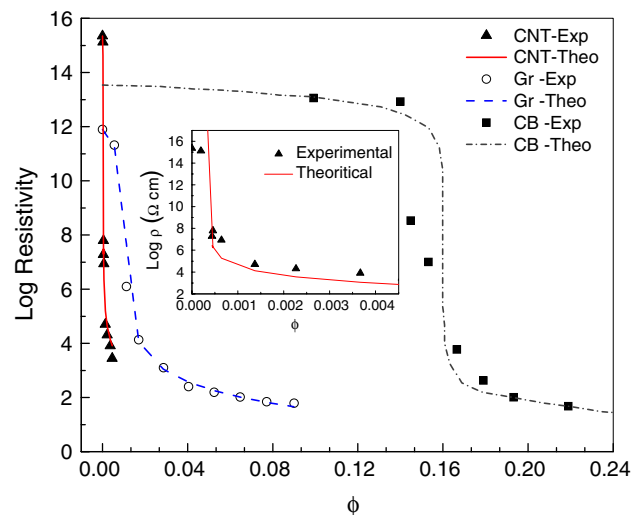 16
14
12
10
8
6
4
2
0
Log Resistivity
0.00
0.04
0.08
0.12
0.16
0.20
0.24
ϕ
CNT-Exp
CNT-Theo
Gr -Exp
Gr -Theo
CB -Exp
CB -Theo
16
14
12
10
8
6
4
2
Log ρ (Ω cm)
0.000
0.001
0.002
0.003
0.004
ϕ
Experimental
Theoritical